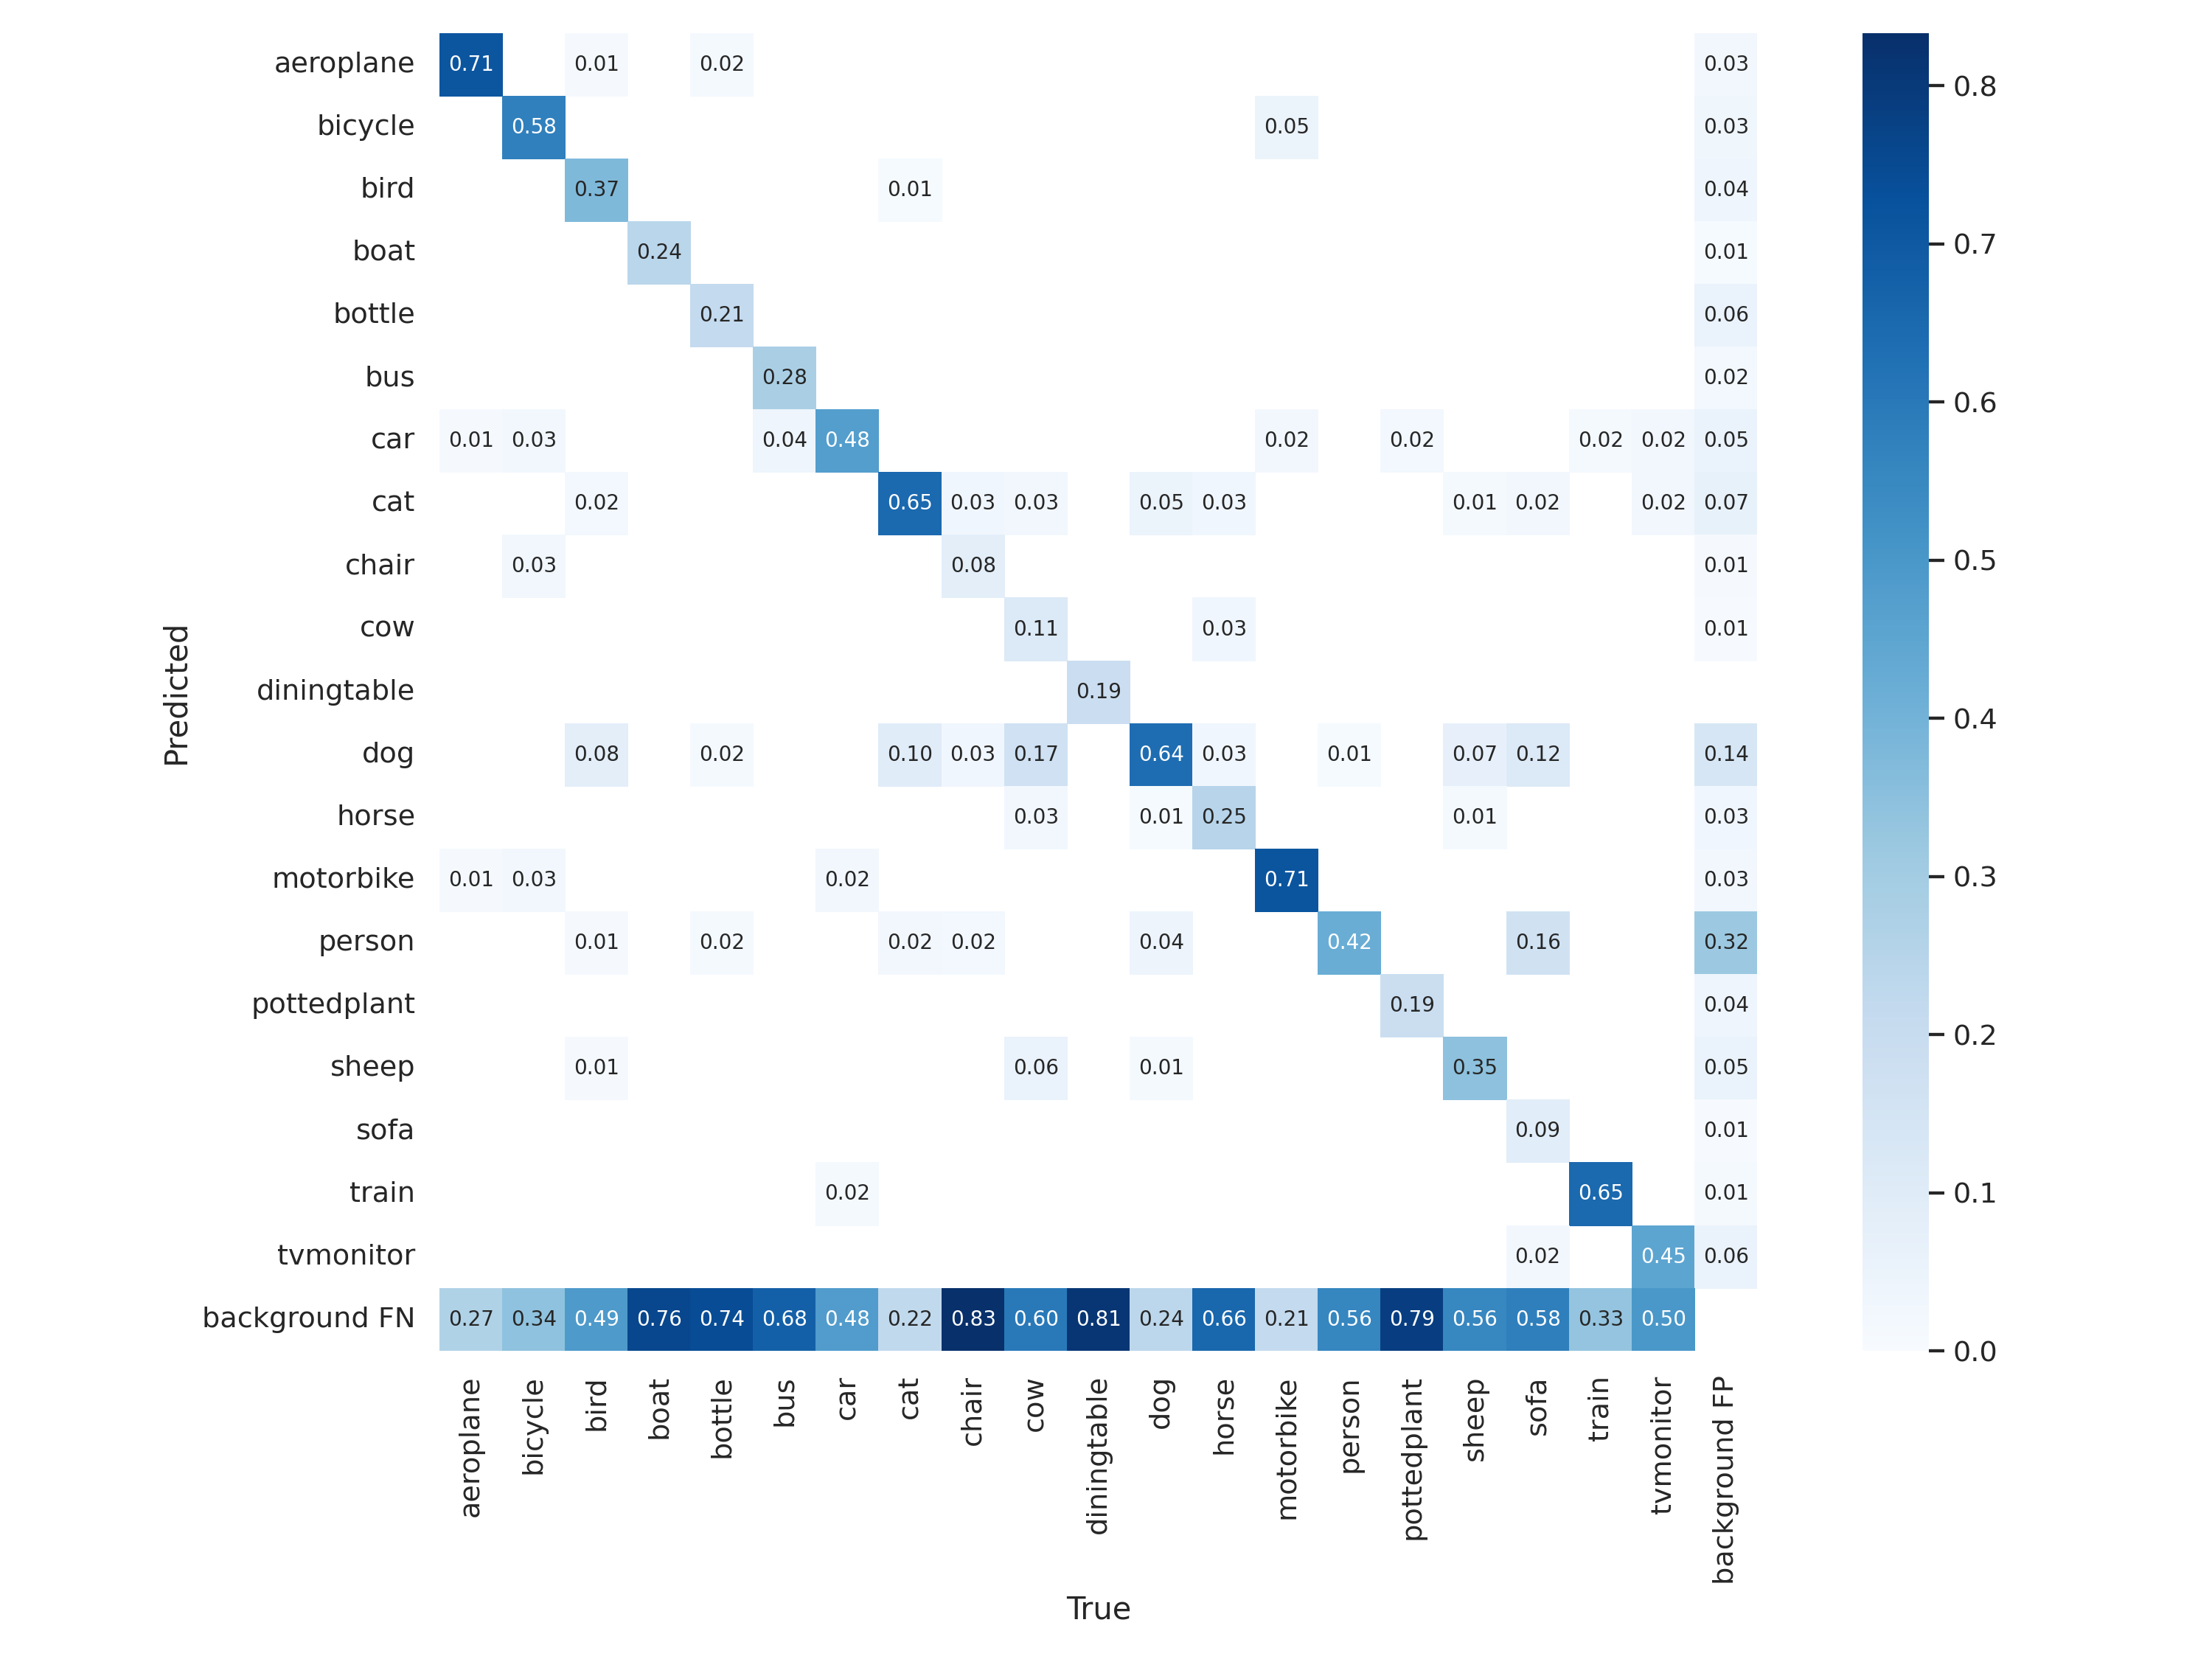 aeroplane 0.71 0.01 0.02 0.03
bicycle 0.58 0.05 0.03
bird 0.37 0.01 0.04
boat 0.24 0.01
bottle 0.21 0.06
bus 0.28 0.02
car 0.01 0.03 0.04 0.48 0.02 0.02 0.02 0.02 0.05
cat 0.02 0.65 0.03 0.03 0.05 0.03 0.01 0.02 0.02 0.07
chair 0.03 0.08 0.01
cow 0.11 0.03 0.01
diningtable 0.19
dog 0.08 0.02 0.10 0.03 0.17 0.64 0.03 0.01 0.07 0.12 0.14
horse 0.03 0.01 0.25 0.01 0.03
motorbike 0.01 0.03 0.02 0.71 0.03
person 0.01 0.02 0.02 0.02 0.04 0.42 0.16 0.32
pottedplant 0.19 0.04
sheep 0.01 0.06 0.01 0.35 0.05
sofa 0.09 0.01
train 0.02 0.65 0.01
tvmonitor 0.02 0.45 0.06
background FN 0.27 0.34 0.49 0.76 0.74 0.68 0.48 0.22 0.83 0.60 0.81 0.24 0.66 0.21 0.56 0.79 0.56 0.58 0.33 0.50
Predicted
aeroplane bicycle bird boat bottle bus car cat chair cow diningtable dog horse motorbike person pottedplant sheep sofa train tvmonitor background FP
True
0.8
0.7
0.6
0.5
0.4
0.3
0.2
0.1
0.0